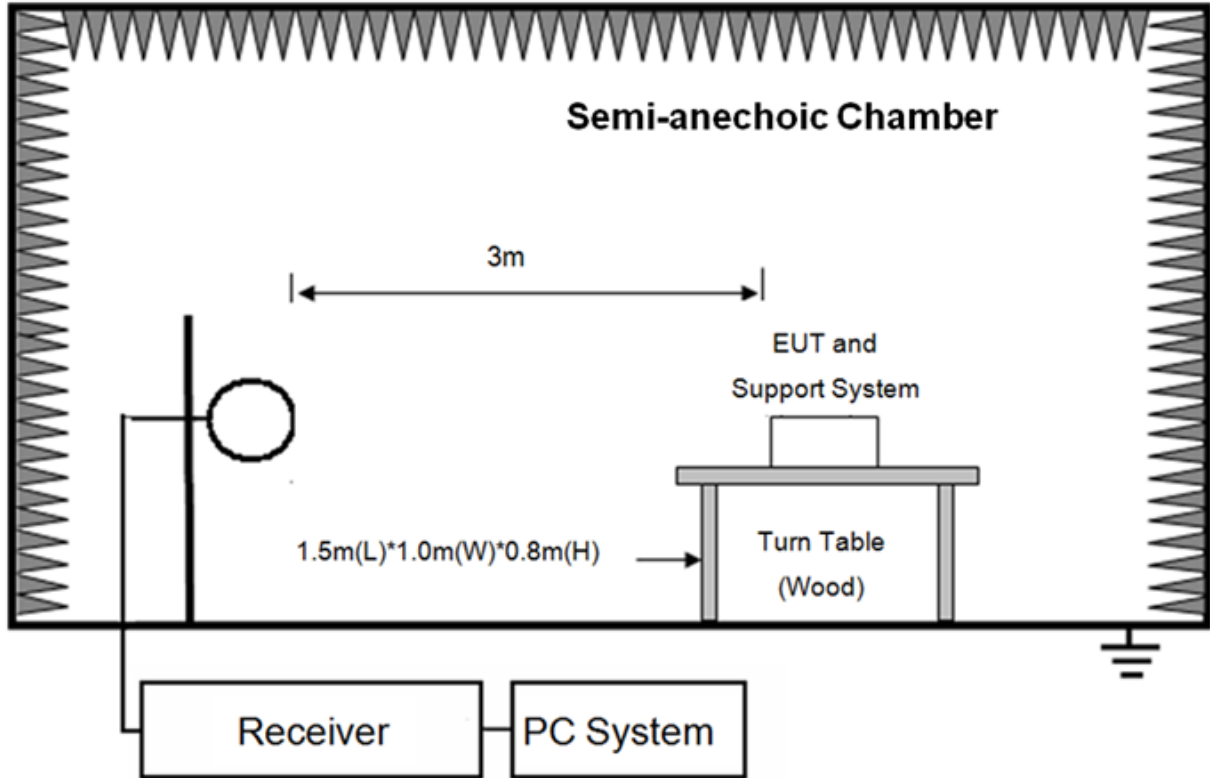 Semi-anechoic Chamber
3m
EUT and
Support System
1.5m(L)*1.0m(W)*0.8m(H)
Turn Table
(Wood)
Receiver
PC System